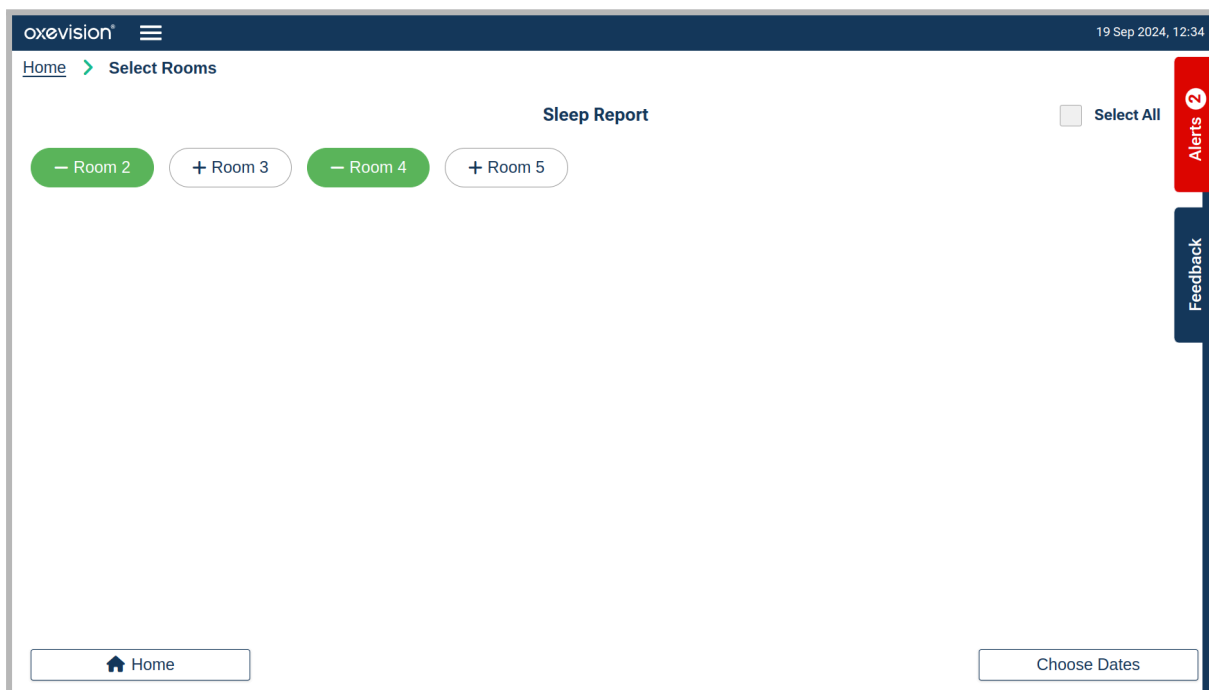 oxevision®
19 Sep 2024, 12:34
Home > Select Rooms
Sleep Report
Select All
− Room 2
+ Room 3
− Room 4
+ Room 5
Alerts 2
Feedback
Home
Choose Dates